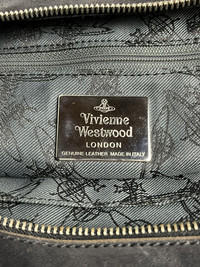 Vivienne
Westwood
LONDON
GENUINE LEATHER MADE IN ITALY